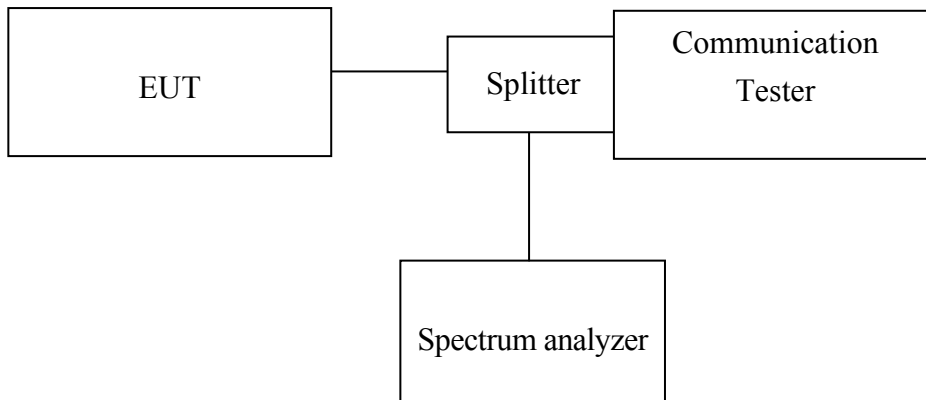 EUT
Splitter
Communication
Tester
Spectrum analyzer